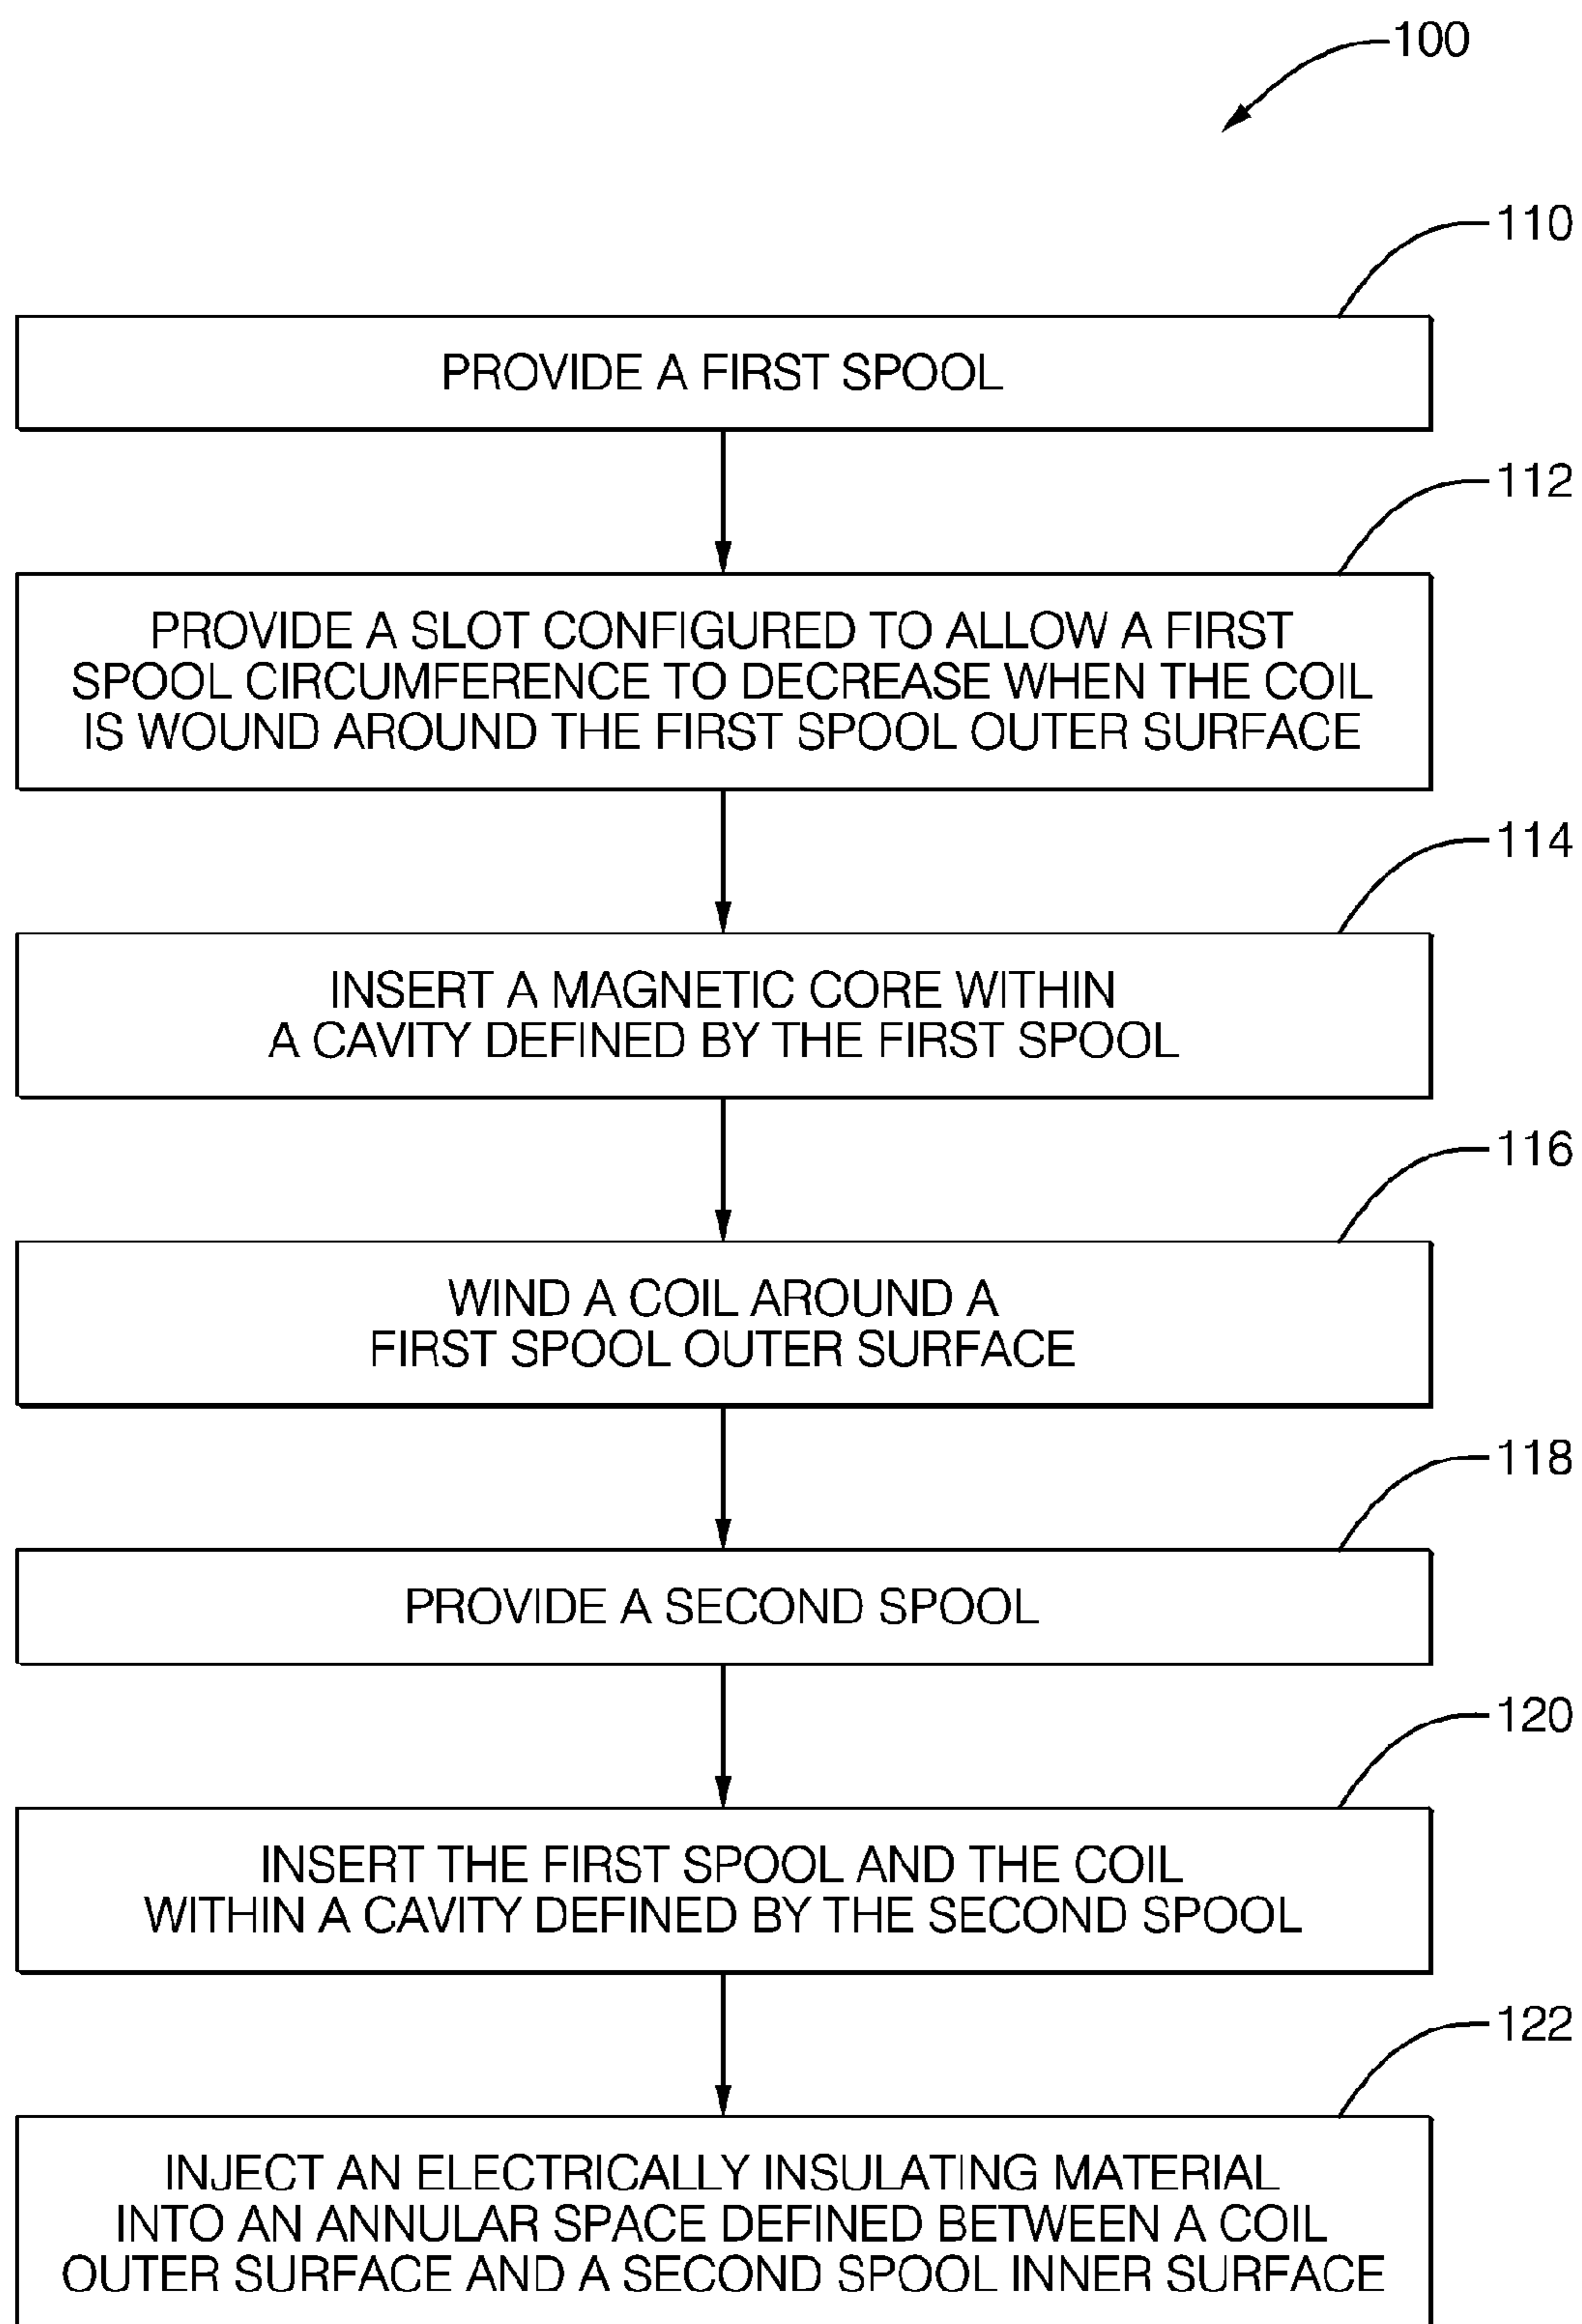 100
110
PROVIDE A FIRST SPOOL
112
PROVIDE A SLOT CONFIGURED TO ALLOW A FIRST
SPOOL CIRCUMFERENCE TO DECREASE WHEN THE COIL
IS WOUND AROUND THE FIRST SPOOL OUTER SURFACE
114
INSERT A MAGNETIC CORE WITHIN
A CAVITY DEFINED BY THE FIRST SPOOL
116
WIND A COIL AROUND A
FIRST SPOOL OUTER SURFACE
118
PROVIDE A SECOND SPOOL
120
INSERT THE FIRST SPOOL AND THE COIL
WITHIN A CAVITY DEFINED BY THE SECOND SPOOL
122
INJECT AN ELECTRICALLY INSULATING MATERIAL
INTO AN ANNULAR SPACE DEFINED BETWEEN A COIL
OUTER SURFACE AND A SECOND SPOOL INNER SURFACE